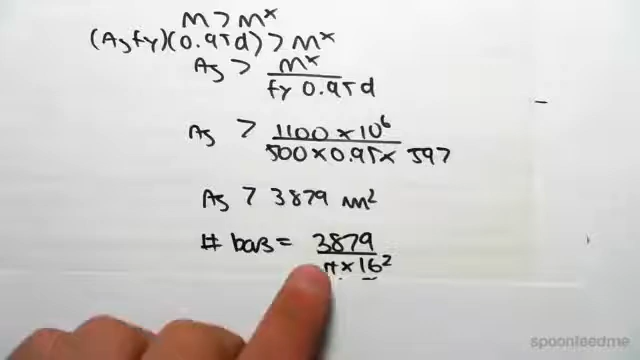 M > M*
(Asfy)(0.95d) > M*
As > M*
fy 0.95d
As > 1100 × 10⁶
500 × 0.95 × 597
As > 3879 mm²
# bars = 3879
π × 16²
spoonfeedme